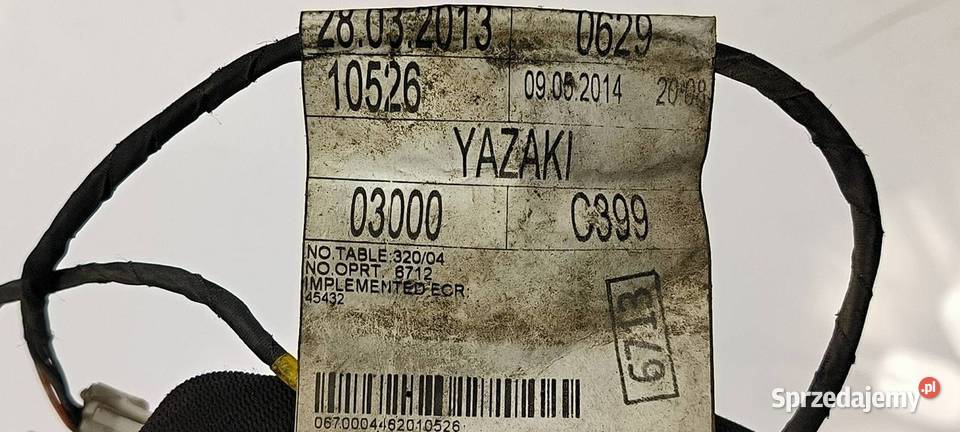 28.03.2013 0629
10526 09.05.2014 20:08
YAZAKI
03000 C399
NO.TABLE:320/04
NO.OPRT. 6712
IMPLEMENTED ECR:
45432
6713
0670004462010526
Sprzedajemy.pl